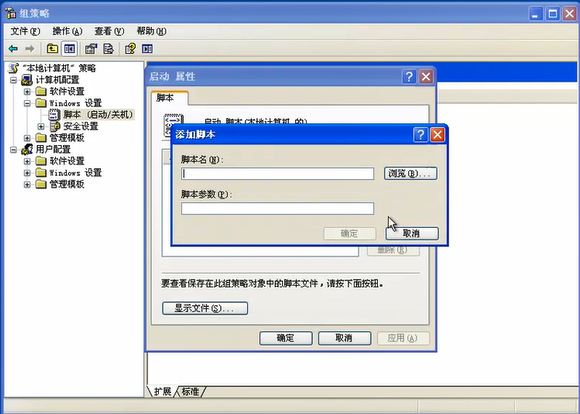 组策略
文件(F) 操作(A) 查看(V) 帮助(H)
"本地计算机" 策略
计算机配置
软件设置
Windows 设置
脚本 (启动/关机)
安全设置
管理模板
用户配置
软件设置
Windows 设置
管理模板
启动 属性
脚本
启动 脚本(本地计算机 的)
添加脚本
脚本名(N):
浏览(B)...
脚本参数(P):
确定 取消
删除(R)
要查看保存在此组策略对象中的脚本文件，请按下面按钮。
显示文件(S)...
确定 取消 应用(A)
扩展 标准